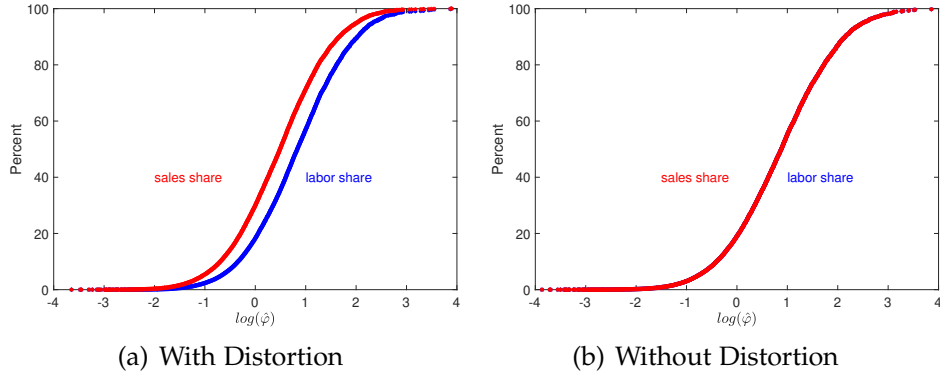 100
80
60
40
20
0
Percent
sales share
labor share
-4 -3 -2 -1 0 1 2 3 4
log(φ̂)
(a) With Distortion
100
80
60
40
20
0
Percent
sales share
labor share
-4 -3 -2 -1 0 1 2 3 4
log(φ̂)
(b) Without Distortion